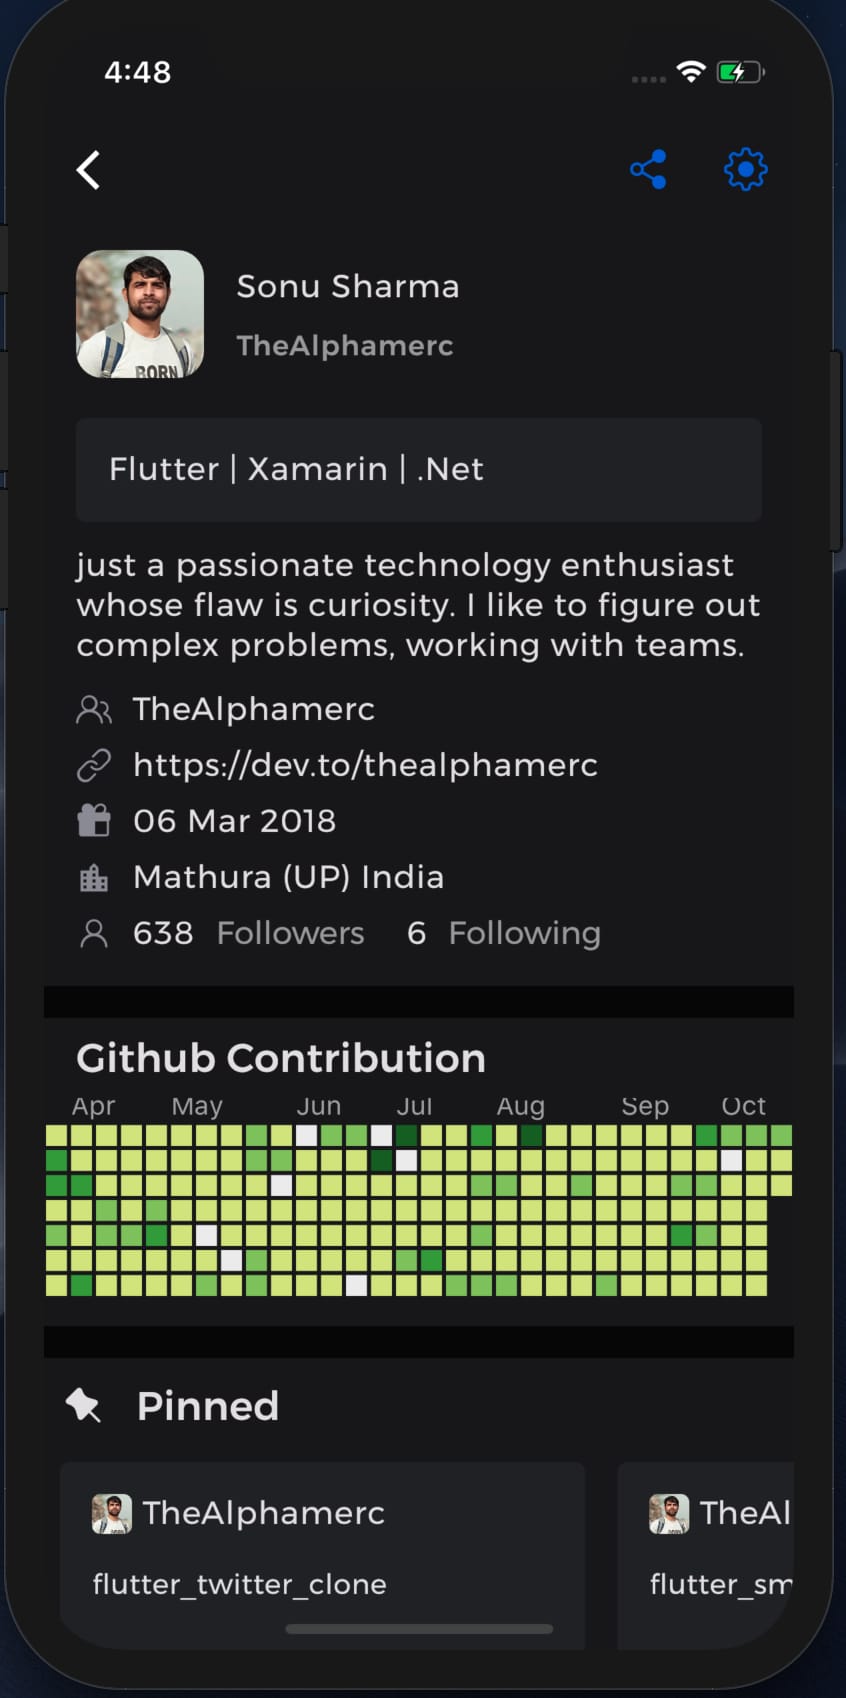 4:48
Sonu Sharma
TheAlphamerc
BORN
Flutter | Xamarin | .Net
just a passionate technology enthusiast
whose flaw is curiosity. I like to figure out
complex problems, working with teams.
TheAlphamerc
https://dev.to/thealphamerc
06 Mar 2018
Mathura (UP) India
638 Followers 6 Following
Github Contribution
Apr May Jun Jul Aug Sep Oct
Pinned
TheAlphamerc TheAl
flutter_twitter_clone flutter_sm